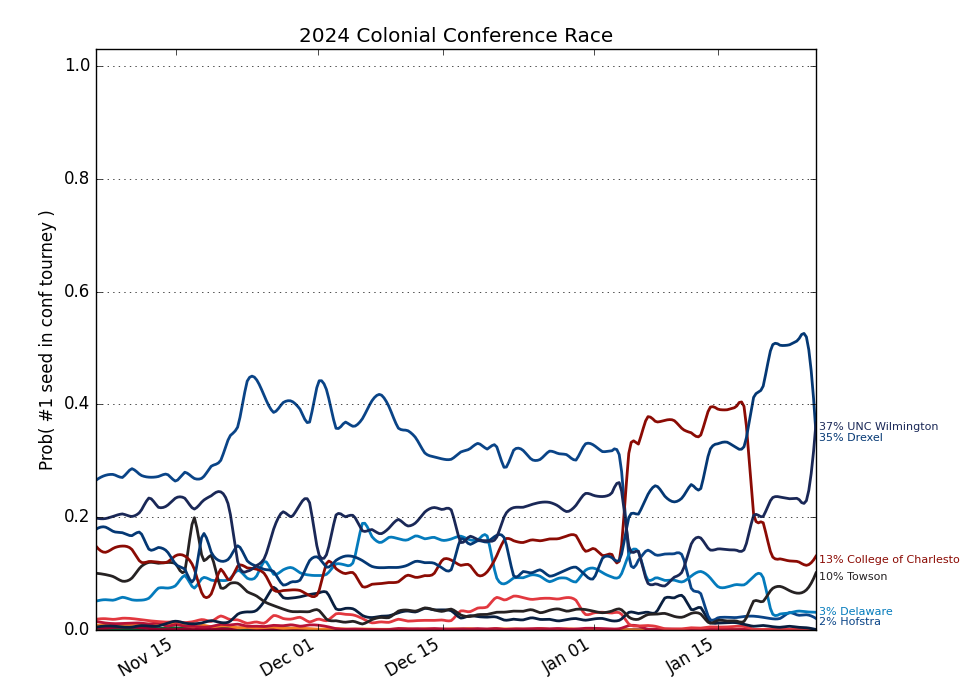 2024 Colonial Conference Race
Prob( #1 seed in conf tourney )
1.0
0.8
0.6
0.4
0.2
0.0
37% UNC Wilmington
35% Drexel
13% College of Charlesto
10% Towson
3% Delaware
2% Hofstra
Nov 15
Dec 01
Dec 15
Jan 01
Jan 15